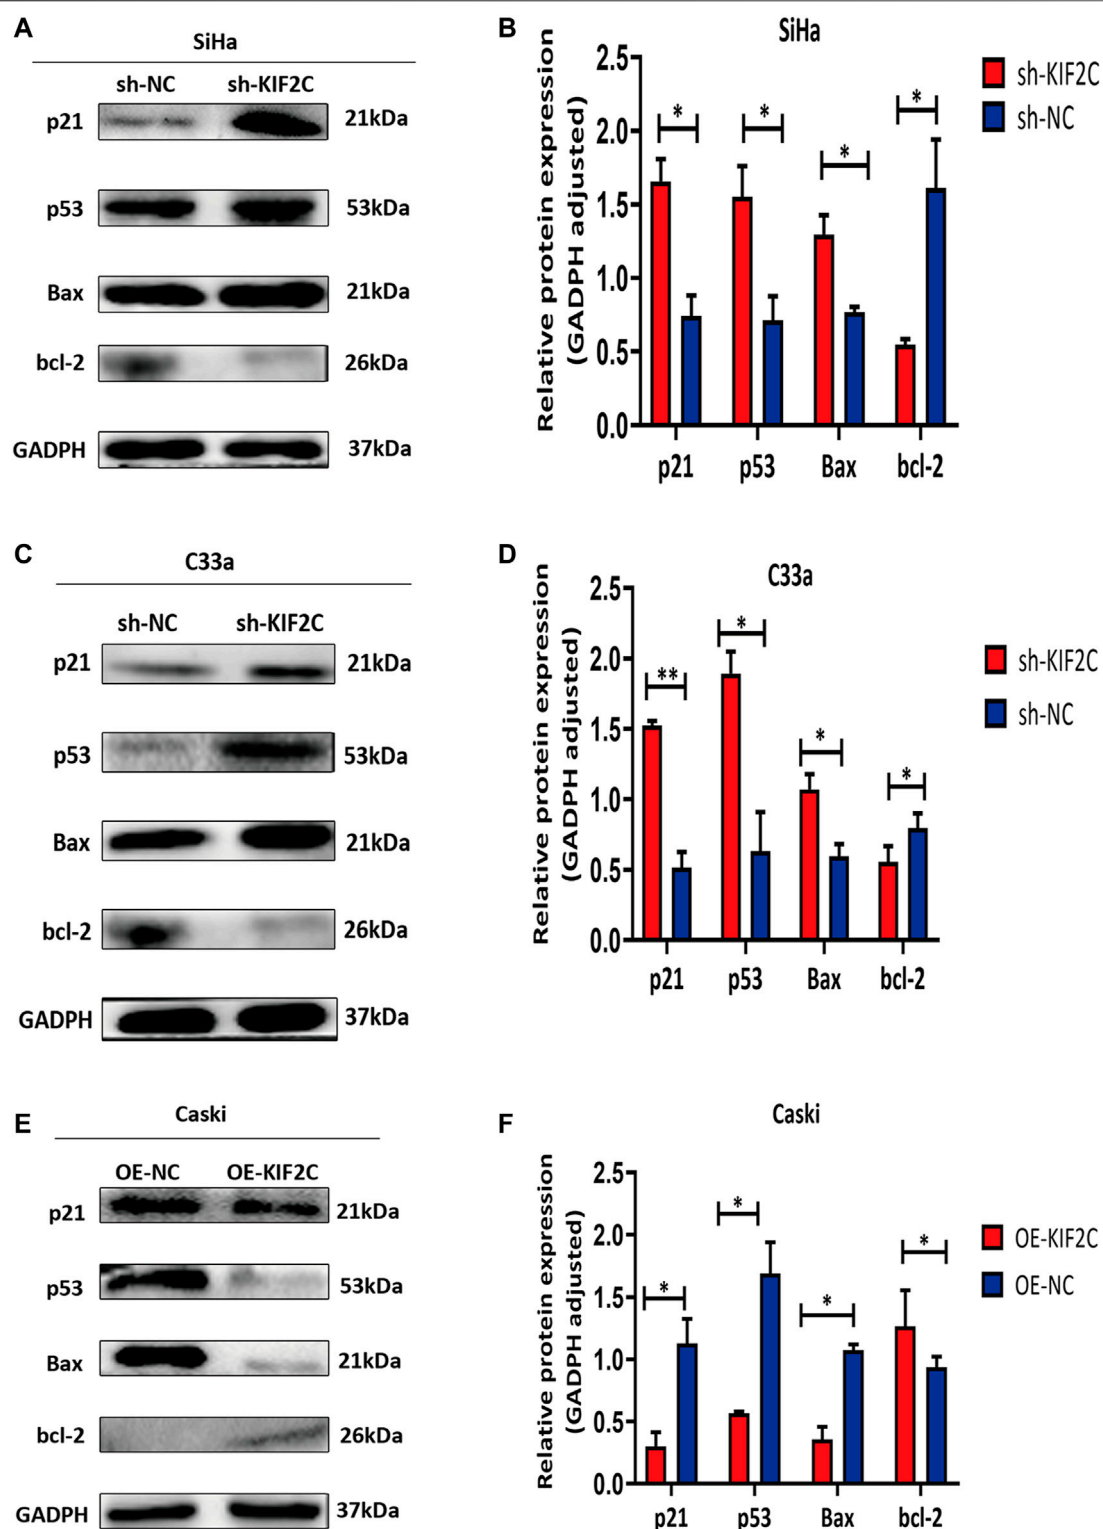 A
SiHa
sh-NC sh-KIF2C
p21 21kDa
p53 53kDa
Bax 21kDa
bcl-2 26kDa
GADPH 37kDa
B
SiHa
Relative protein expression
(GADPH adjusted)
2.5
2.0
1.5
1.0
0.5
0.0
* * * *
p21 p53 Bax bcl-2
sh-KIF2C
sh-NC
C
C33a
sh-NC sh-KIF2C
p21 21kDa
p53 53kDa
Bax 21kDa
bcl-2 26kDa
GADPH 37kDa
D
C33a
Relative protein expression
(GADPH adjusted)
2.5
2.0
1.5
1.0
0.5
0.0
** * * *
p21 p53 Bax bcl-2
sh-KIF2C
sh-NC
E
Caski
OE-NC OE-KIF2C
p21 21kDa
p53 53kDa
Bax 21kDa
bcl-2 26kDa
GADPH 37kDa
F
Caski
Relative protein expression
(GADPH adjusted)
2.5
2.0
1.5
1.0
0.5
0.0
* * * *
p21 p53 Bax bcl-2
OE-KIF2C
OE-NC